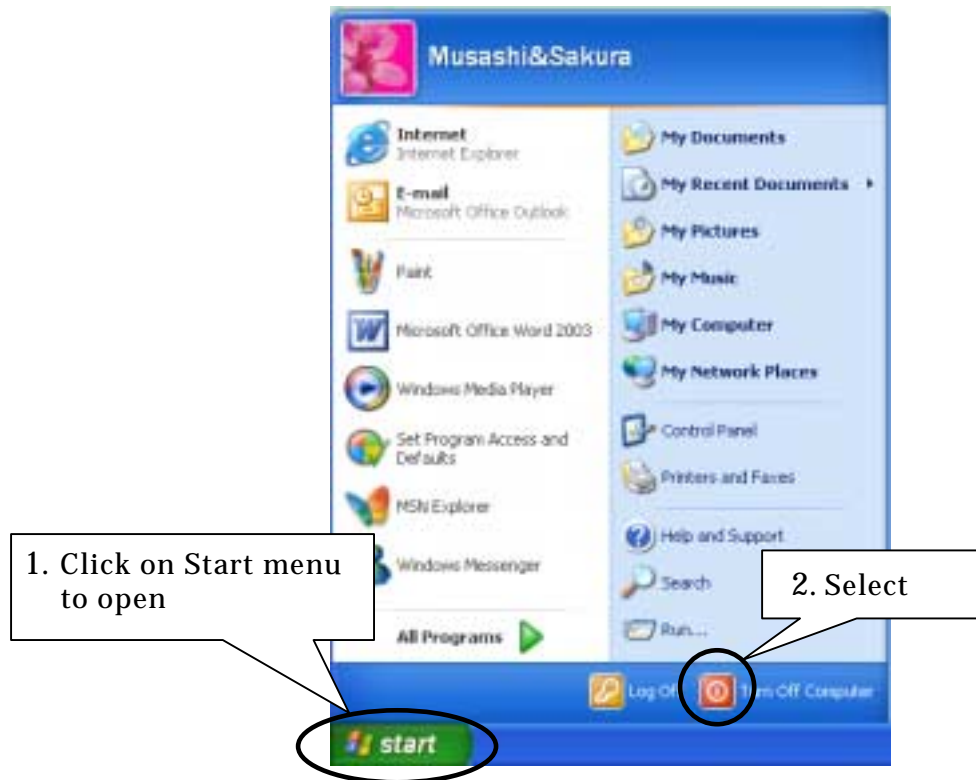 Musashi&Sakura
Internet
Internet Explorer
E-mail
Microsoft Office Outlook
Paint
Microsoft Office Word 2003
Windows Media Player
Set Program Access and
Defaults
MSN Explorer
Windows Messenger
All Programs
My Documents
My Recent Documents
My Pictures
My Music
My Computer
My Network Places
Control Panel
Printers and Faxes
Help and Support
Search
Run...
Log Off
Turn Off Computer
start
1. Click on Start menu
to open
2. Select